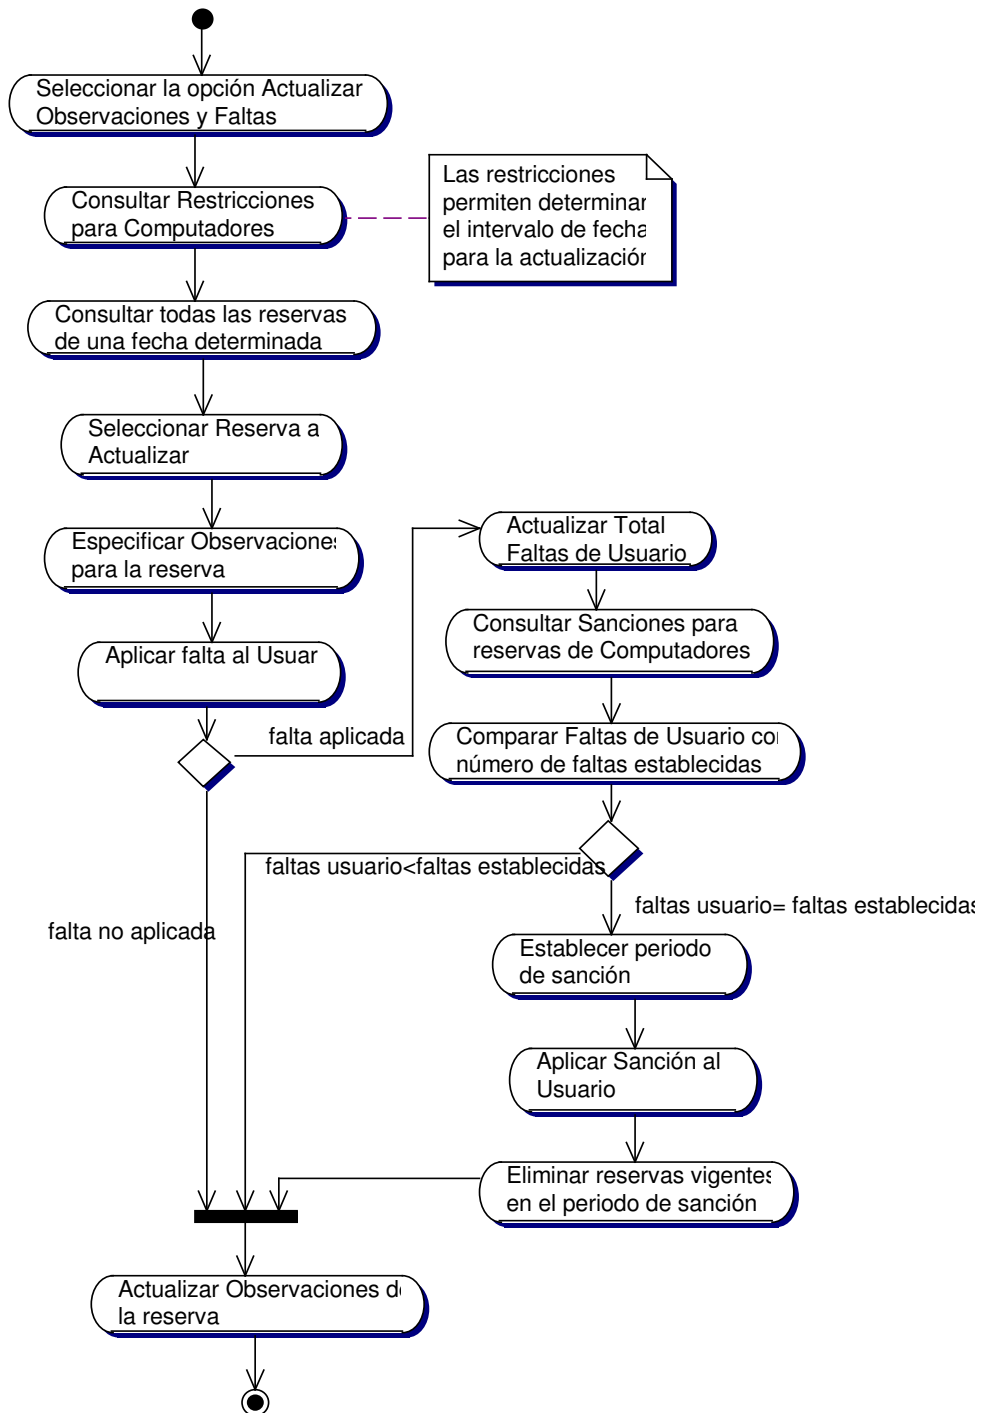 Seleccionar la opción Actualizar
Observaciones y Faltas
Consultar Restricciones
para Computadores
Las restricciones
permiten determinar
el intervalo de fecha
para la actualización
Consultar todas las reservas
de una fecha determinada
Seleccionar Reserva a
Actualizar
Especificar Observaciones
para la reserva
Aplicar falta al Usuar
falta aplicada
Actualizar Total
Faltas de Usuario
Consultar Sanciones para
reservas de Computadores
Comparar Faltas de Usuario con
número de faltas establecidas
faltas usuario<faltas establecidas
faltas usuario= faltas establecidas
falta no aplicada
Establecer periodo
de sanción
Aplicar Sanción al
Usuario
Eliminar reservas vigentes
en el periodo de sanción
Actualizar Observaciones de
la reserva